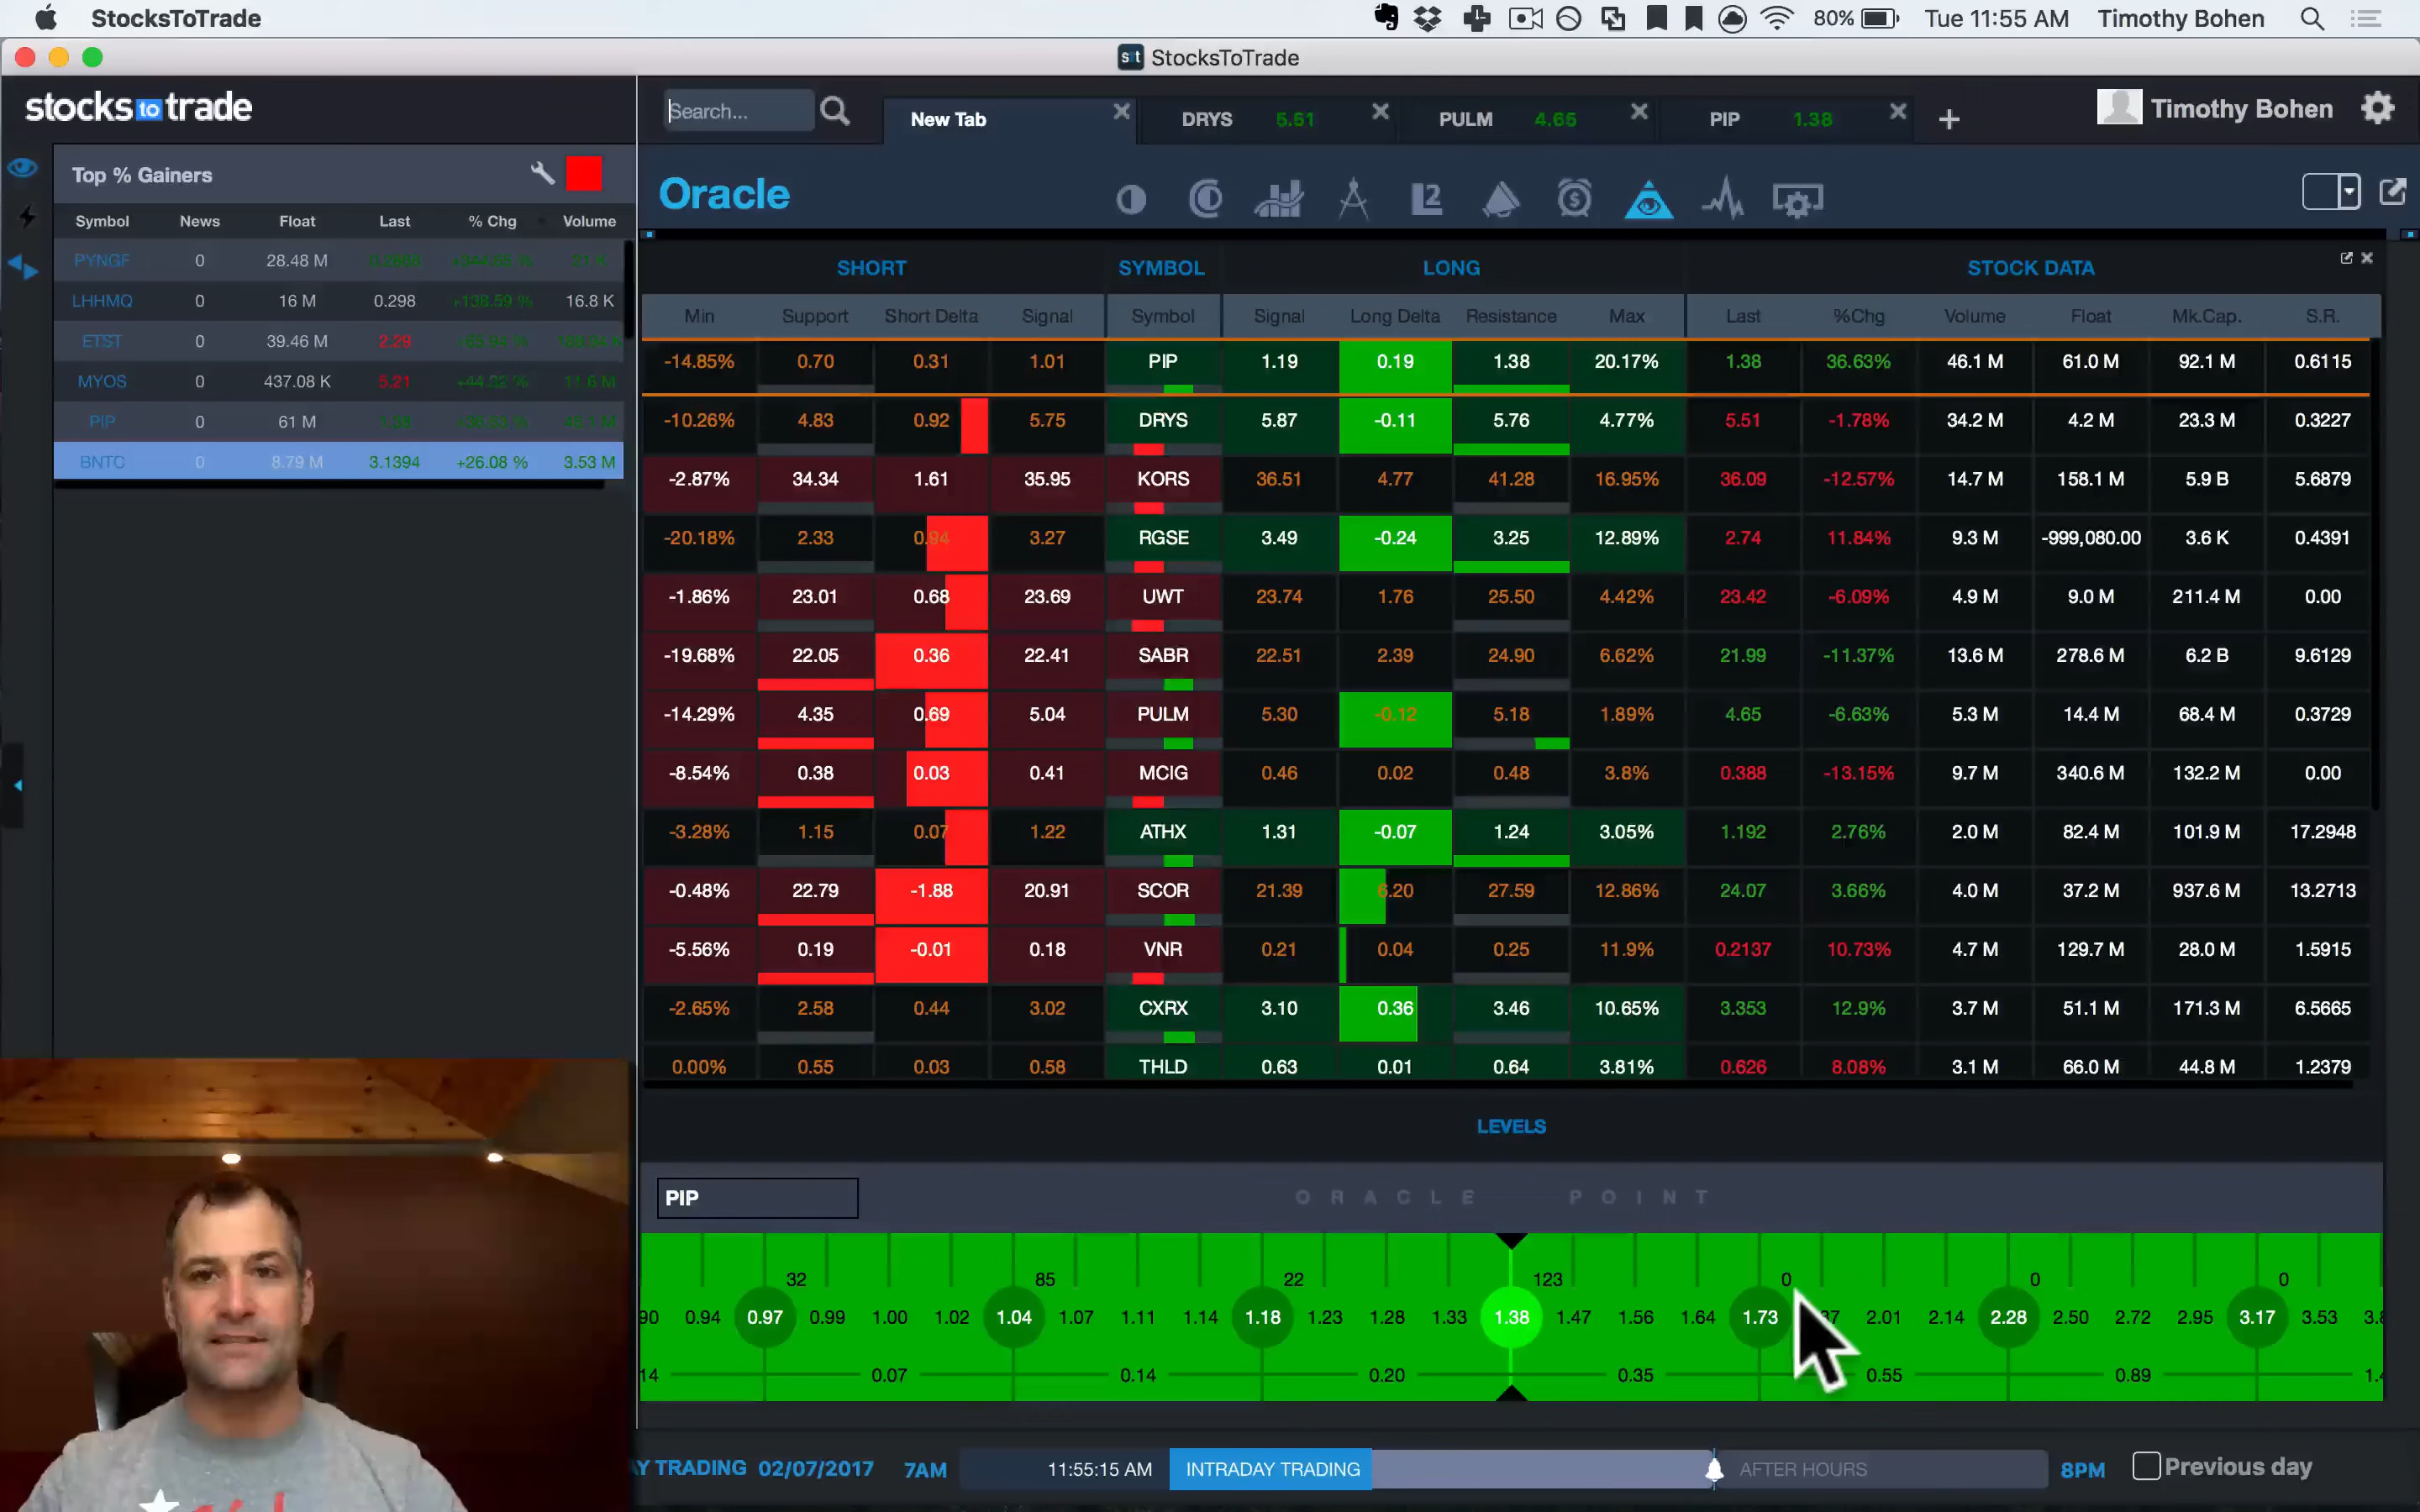 StocksToTrade
80% Tue 11:55 AM Timothy Bohen
stt StocksToTrade
stocks to trade
Search...
New Tab
DRYS 5.51
PULM 4.65
PIP 1.38
Timothy Bohen
Top % Gainers
Symbol News Float Last % Chg Volume
PYNGF 0 28.48 M
LHHMQ 0 16 M 0.298 +138.59 % 16.8 K
ETST 0 39.46 M 2.29
MYOS 0 437.08 K 5.21 +44.32 % 11.6 M
PIP 0 61 M 1.38 46.1 M
BNTC 0 8.79 M 3.1394 +26.08 % 3.53 M
Oracle
L2
SHORT SYMBOL LONG STOCK DATA
Min Support Short Delta Signal Symbol Signal Long Delta Resistance Max Last %Chg Volume Float Mk.Cap. S.R.
-14.85% 0.70 0.31 1.01 PIP 1.19 0.19 1.38 20.17% 1.38 36.63% 46.1 M 61.0 M 92.1 M 0.6115
-10.26% 4.83 0.92 5.75 DRYS 5.87 -0.11 5.76 4.77% 5.51 -1.78% 34.2 M 4.2 M 23.3 M 0.3227
-2.87% 34.34 1.61 35.95 KORS 36.51 4.77 41.28 16.95% 36.09 -12.57% 14.7 M 158.1 M 5.9 B 5.6879
-20.18% 2.33 0.94 3.27 RGSE 3.49 -0.24 3.25 12.89% 2.74 11.84% 9.3 M -999,080.00 3.6 K 0.4391
-1.86% 23.01 0.68 23.69 UWT 23.74 1.76 25.50 4.42% 23.42 -6.09% 4.9 M 9.0 M 211.4 M 0.00
-19.68% 22.05 0.36 22.41 SABR 22.51 2.39 24.90 6.62% 21.99 -11.37% 13.6 M 278.6 M 6.2 B 9.6129
-14.29% 4.35 0.69 5.04 PULM 5.30 -0.12 5.18 1.89% 4.65 -6.63% 5.3 M 14.4 M 68.4 M 0.3729
-8.54% 0.38 0.03 0.41 MCIG 0.46 0.02 0.48 3.8% 0.388 -13.15% 9.7 M 340.6 M 132.2 M 0.00
-3.28% 1.15 0.07 1.22 ATHX 1.31 -0.07 1.24 3.05% 1.192 2.76% 2.0 M 82.4 M 101.9 M 17.2948
-0.48% 22.79 -1.88 20.91 SCOR 21.39 6.20 27.59 12.86% 24.07 3.66% 4.0 M 37.2 M 937.6 M 13.2713
-5.56% 0.19 -0.01 0.18 VNR 0.21 0.04 0.25 11.9% 0.2137 10.73% 4.7 M 129.7 M 28.0 M 1.5915
-2.65% 2.58 0.44 3.02 CXRX 3.10 0.36 3.46 10.65% 3.353 12.9% 3.7 M 51.1 M 171.3 M 6.5665
0.00% 0.55 0.03 0.58 THLD 0.63 0.01 0.64 3.81% 0.626 8.08% 3.1 M 66.0 M 44.8 M 1.2379
LEVELS
PIP
ORACLE POINT
32 85 22 123 0 0 0
90 0.94 0.97 0.99 1.00 1.02 1.04 1.07 1.11 1.14 1.18 1.23 1.28 1.33 1.38 1.47 1.56 1.64 1.73 2.01 2.14 2.28 2.50 2.72 2.95 3.17 3.53
14 0.07 0.14 0.20 0.35 0.55 0.89
Y TRADING 02/07/2017 7AM 11:55:15 AM INTRADAY TRADING AFTER HOURS 8PM Previous day